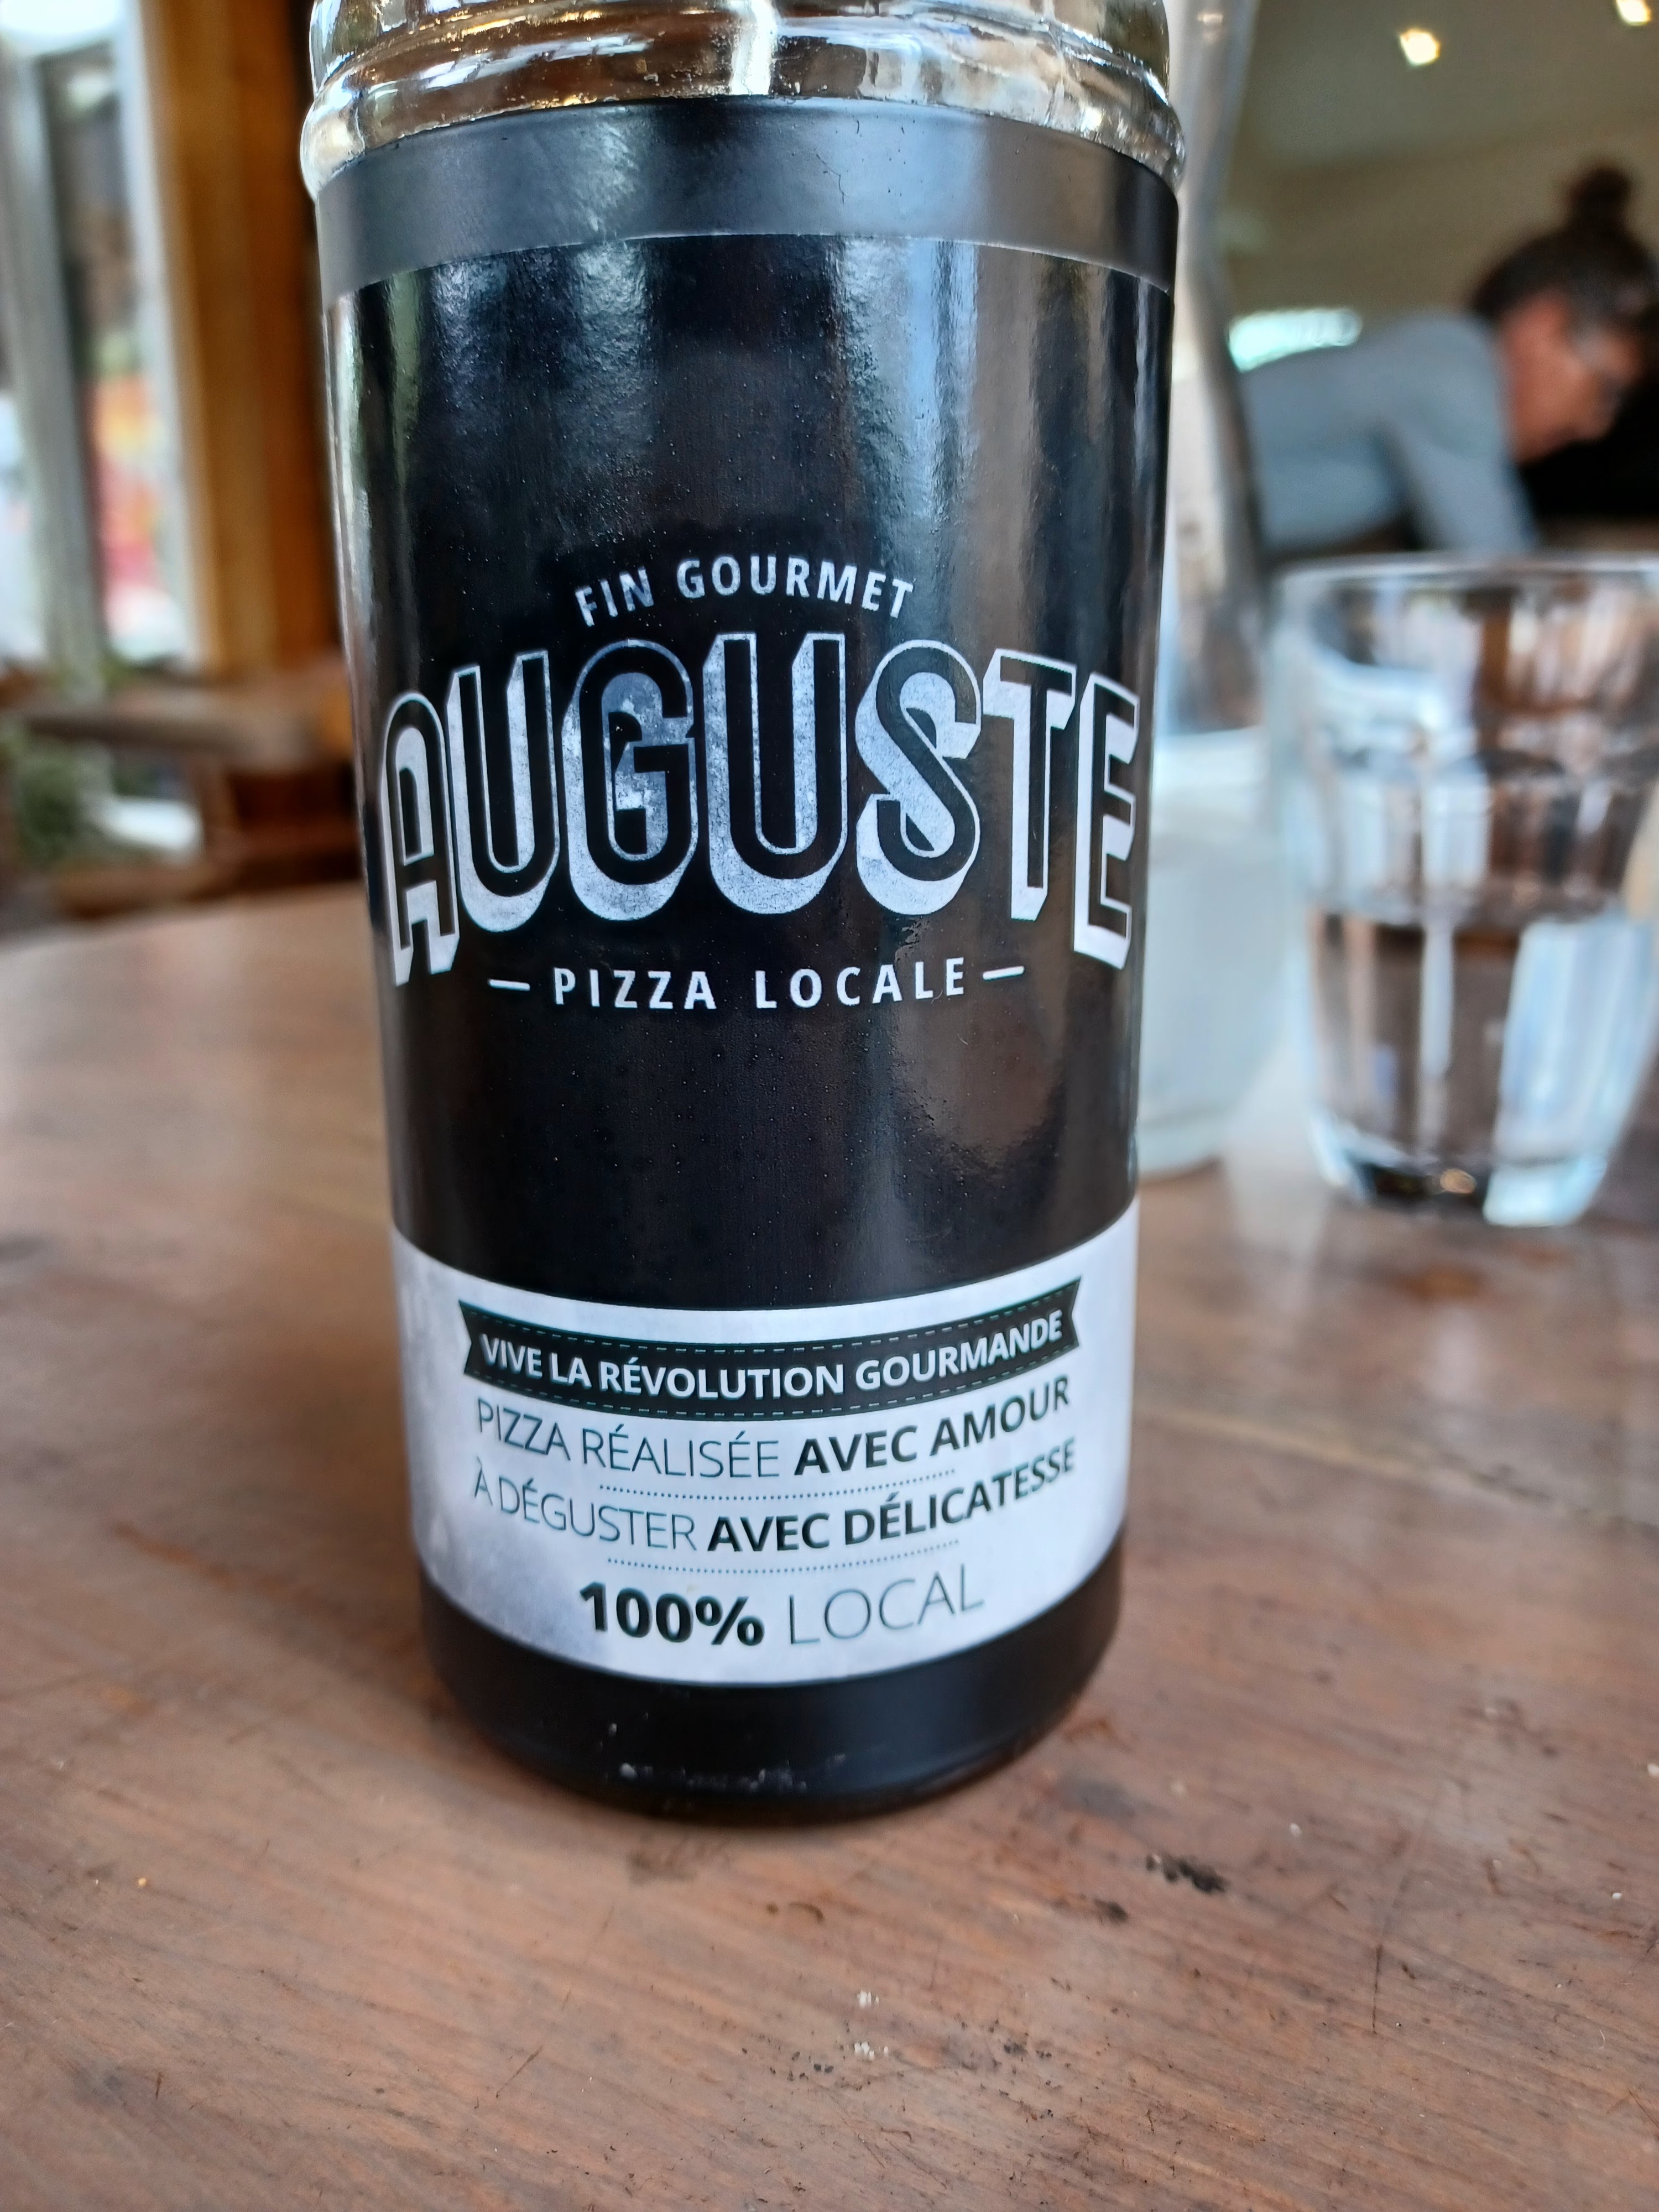 FIN GOURMET
AUGUSTE
— PIZZA LOCALE —
VIVE LA RÉVOLUTION GOURMANDE
PIZZA RÉALISÉE AVEC AMOUR
À DÉGUSTER AVEC DÉLICATESSE
100% LOCAL